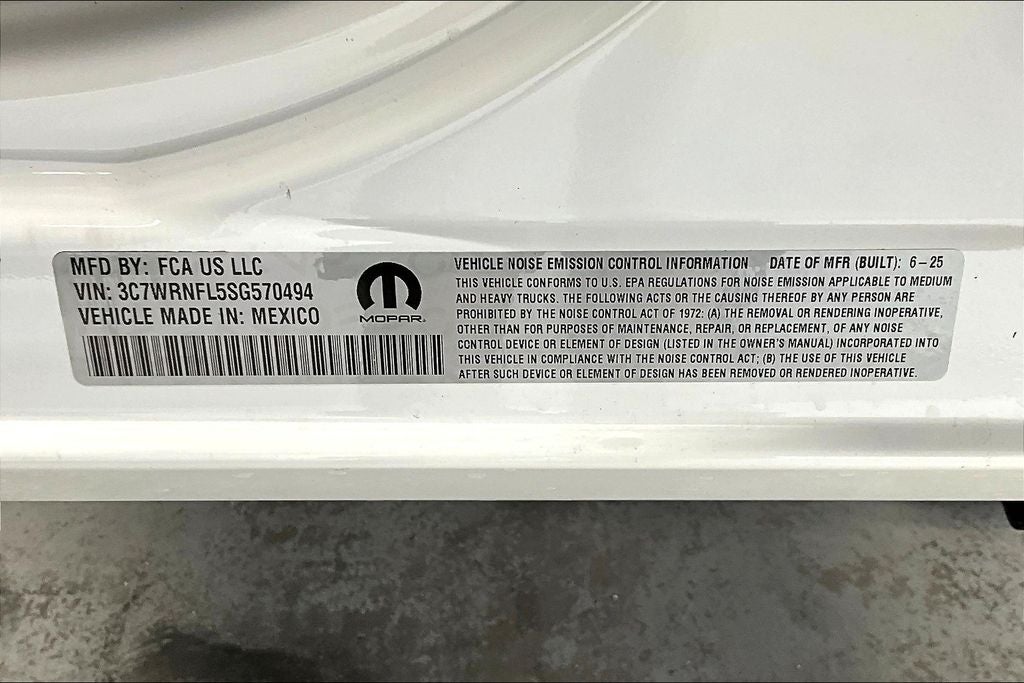 MFD BY: FCA US LLC
VIN: 3C7WRNFL5SG570494
VEHICLE MADE IN: MEXICO
MOPAR®
VEHICLE NOISE EMISSION CONTROL INFORMATION DATE OF MFR (BUILT): 6-25
THIS VEHICLE CONFORMS TO U.S. EPA REGULATIONS FOR NOISE EMISSION APPLICABLE TO MEDIUM
AND HEAVY TRUCKS. THE FOLLOWING ACTS OR THE CAUSING THEREOF BY ANY PERSON ARE
PROHIBITED BY THE NOISE CONTROL ACT OF 1972: (A) THE REMOVAL OR RENDERING INOPERATIVE,
OTHER THAN FOR PURPOSES OF MAINTENANCE, REPAIR, OR REPLACEMENT, OF ANY NOISE
CONTROL DEVICE OR ELEMENT OF DESIGN (LISTED IN THE OWNER'S MANUAL) INCORPORATED INTO
THIS VEHICLE IN COMPLIANCE WITH THE NOISE CONTROL ACT; (B) THE USE OF THIS VEHICLE
AFTER SUCH DEVICE OR ELEMENT OF DESIGN HAS BEEN REMOVED OR RENDERED INOPERATIVE.